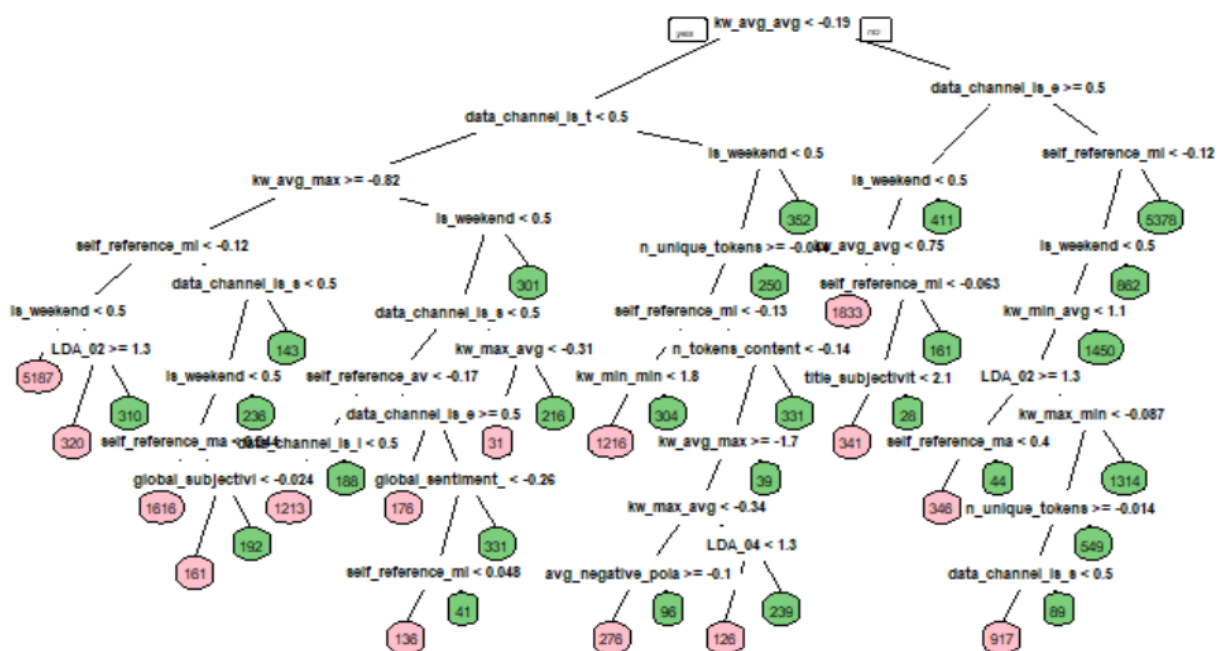 kw_avg_avg < -0.19
yes
no
data_channel_is_e >= 0.5
data_channel_is_t < 0.5
is_weekend < 0.5
self_reference_mi < -0.12
kw_avg_max >= -0.82
is_weekend < 0.5
is_weekend < 0.5
352
411
5378
self_reference_mi < -0.12
n_unique_tokens >= -0.044
kw_avg_avg < 0.75
is_weekend < 0.5
data_channel_is_s < 0.5
301
250
self_reference_mi < -0.063
862
is_weekend < 0.5
data_channel_is_s < 0.5
self_reference_mi < -0.13
1833
kw_min_avg < 1.1
LDA_02 >= 1.3
143
kw_max_avg < -0.31
n_tokens_content < -0.14
161
1450
5187
is_weekend < 0.5
self_reference_av < -0.17
kw_min_min < 1.8
title_subjectivit < 2.1
LDA_02 >= 1.3
310
236
data_channel_is_e >= 0.5
216
304
331
28
kw_max_min < -0.087
320
self_reference_ma < 0.044
data_channel_is_i < 0.5
31
1216
kw_avg_max >= -1.7
341
self_reference_ma < 0.4
global_subjectivi < -0.024
188
global_sentiment_ < -0.26
39
44
1314
1616
1213
176
kw_max_avg < -0.34
346
n_unique_tokens >= -0.014
192
331
LDA_04 < 1.3
549
161
self_reference_mi < 0.048
avg_negative_pola >= -0.1
data_channel_is_s < 0.5
41
96
239
89
136
276
126
917